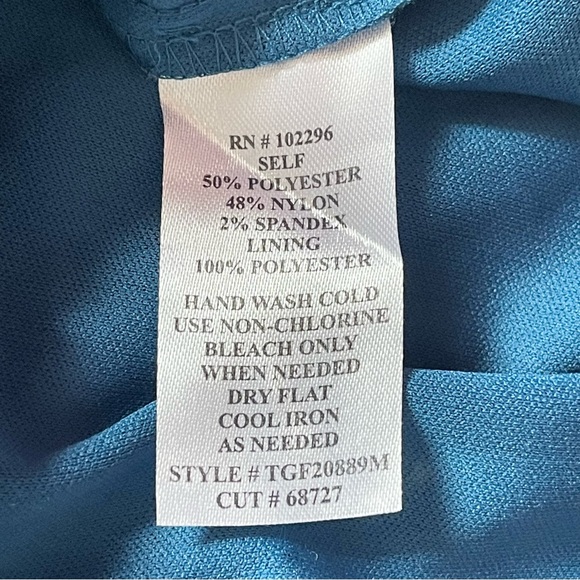 RN # 102296
SELF
50% POLYESTER
48% NYLON
2% SPANDEX
LINING
100% POLYESTER
HAND WASH COLD
USE NON-CHLORINE
BLEACH ONLY
WHEN NEEDED
DRY FLAT
COOL IRON
AS NEEDED
STYLE # TGF20889M
CUT # 68727